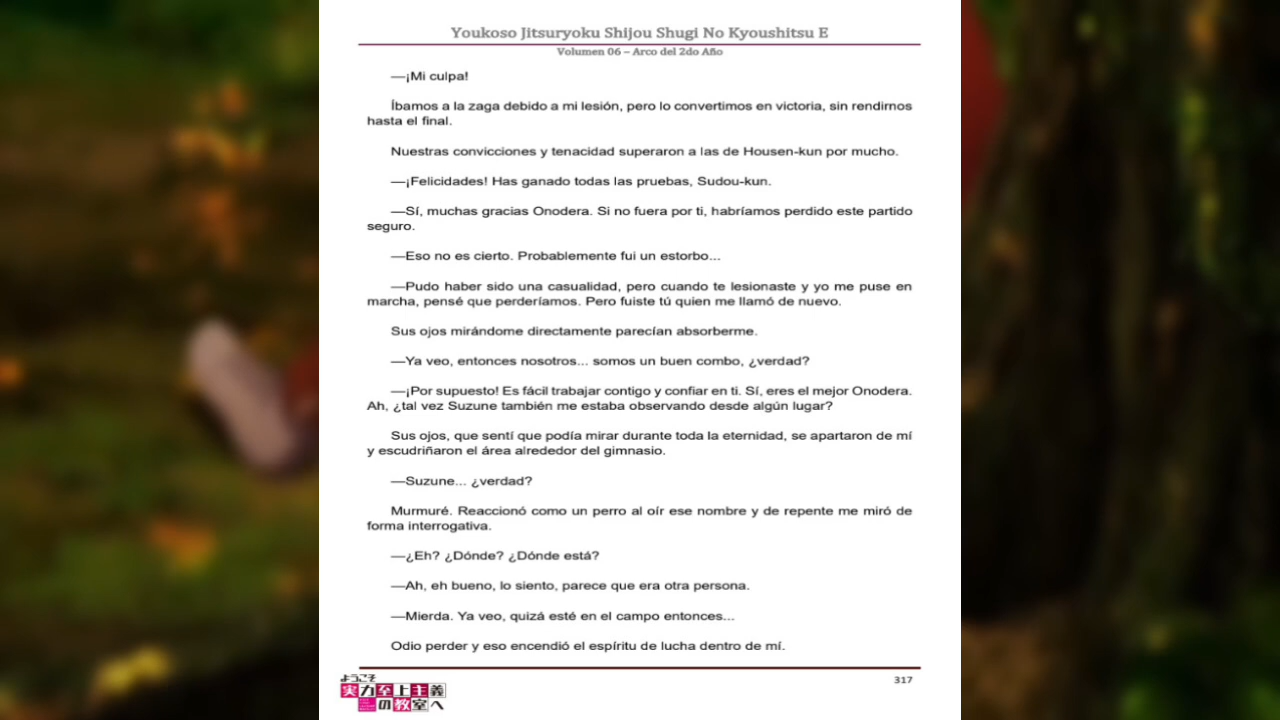 Youkoso Jitsuryoku Shijou Shugi No Kyoushitsu E
Volumen 06 – Arco del 2do Año
—¡Mi culpa!
Íbamos a la zaga debido a mi lesión, pero lo convertimos en victoria, sin rendirnos
hasta el final.
Nuestras convicciones y tenacidad superaron a las de Housen-kun por mucho.
—¡Felicidades! Has ganado todas las pruebas, Sudou-kun.
—Sí, muchas gracias Onodera. Si no fuera por ti, habríamos perdido este partido
seguro.
—Eso no es cierto. Probablemente fui un estorbo...
—Pudo haber sido una casualidad, pero cuando te lesionaste y yo me puse en
marcha, pensé que perderíamos. Pero fuiste tú quien me llamó de nuevo.
Sus ojos mirándome directamente parecían absorberme.
—Ya veo, entonces nosotros... somos un buen combo, ¿verdad?
—¡Por supuesto! Es fácil trabajar contigo y confiar en ti. Sí, eres el mejor Onodera.
Ah, ¿tal vez Suzune también me estaba observando desde algún lugar?
Sus ojos, que sentí que podía mirar durante toda la eternidad, se apartaron de mí
y escudriñaron el área alrededor del gimnasio.
—Suzune... ¿verdad?
Murmuré. Reaccionó como un perro al oír ese nombre y de repente me miró de
forma interrogativa.
—¿Eh? ¿Dónde? ¿Dónde está?
—Ah, eh bueno, lo siento, parece que era otra persona.
—Mierda. Ya veo, quizá esté en el campo entonces...
Odio perder y eso encendió el espíritu de lucha dentro de mí.
ようこそ
実力至上主義
の教室へ
317